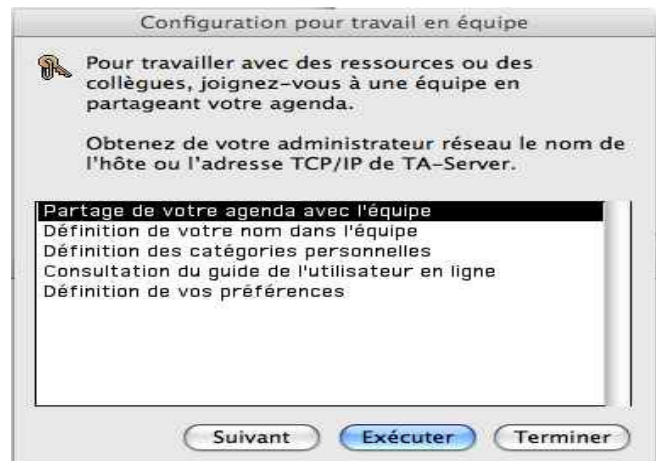 Configuration pour travail en équipe
Pour travailler avec des ressources ou des
collègues, joignez-vous à une équipe en
partageant votre agenda.
Obtenez de votre administrateur réseau le nom de
l'hôte ou l'adresse TCP/IP de TA-Server.
Partage de votre agenda avec l'équipe
Définition de votre nom dans l'équipe
Définition des catégories personnelles
Consultation du guide de l'utilisateur en ligne
Définition de vos préférences
Suivant Exécuter Terminer